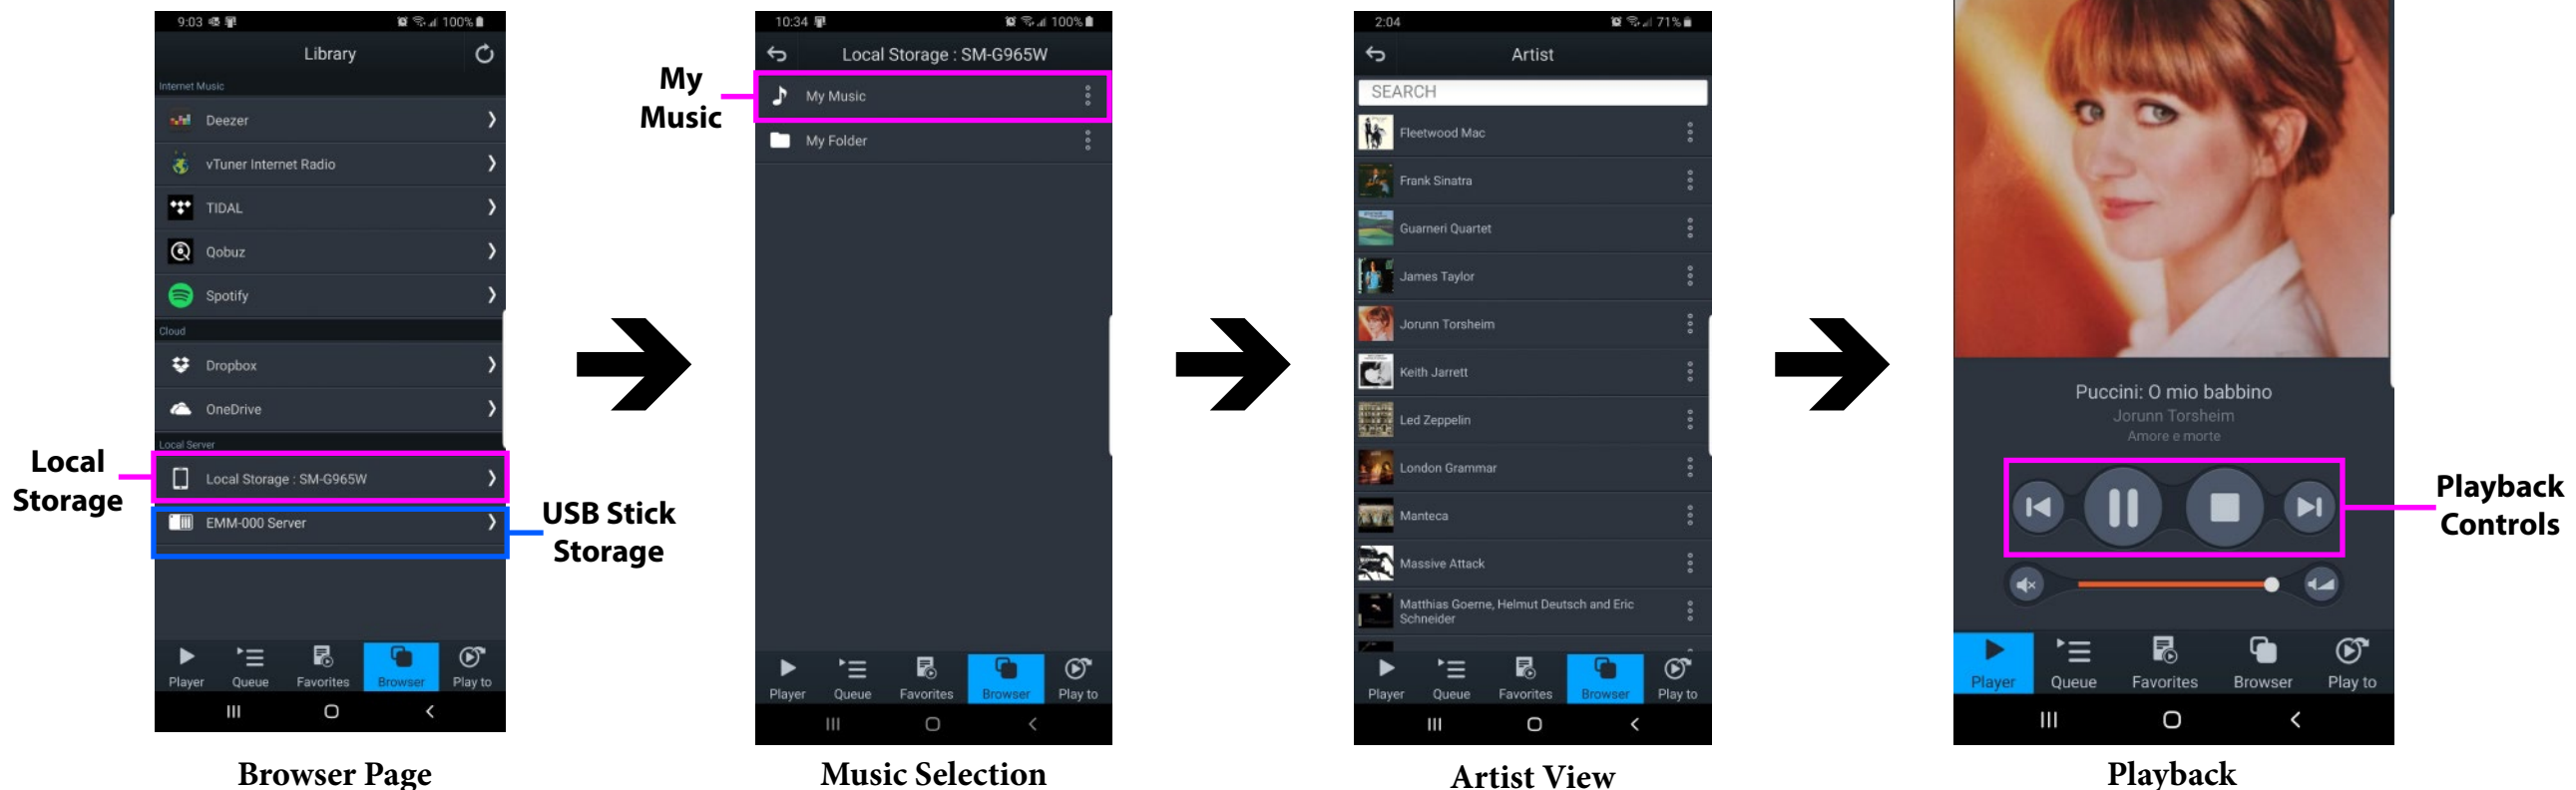 9:03
100%
Library
Internet Music
Deezer
vTuner Internet Radio
TIDAL
Qobuz
Spotify
Cloud
Dropbox
OneDrive
Local Server
Local Storage : SM-G965W
EMM-000 Server
Player
Queue
Favorites
Browser
Play to
Local
Storage
USB Stick
Storage
Browser Page
10:34
100%
Local Storage : SM-G965W
My Music
My Folder
Player
Queue
Favorites
Browser
Play to
My
Music
Music Selection
2:04
71%
Artist
SEARCH
Fleetwood Mac
Frank Sinatra
Guarneri Quartet
James Taylor
Jorunn Torsheim
Keith Jarrett
Led Zeppelin
London Grammar
Manteca
Massive Attack
Matthias Goerne, Helmut Deutsch and Eric
Schneider
Player
Queue
Favorites
Browser
Play to
Artist View
Puccini: O mio babbino
Jorunn Torsheim
Amore e morte
Player
Queue
Favorites
Browser
Play to
Playback
Controls
Playback